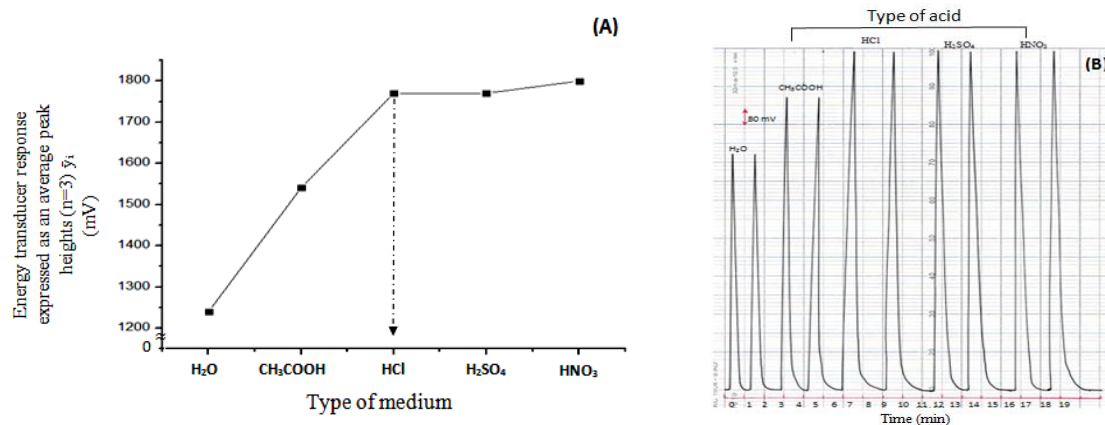 (A)
Energy transducer response
expressed as an average peak
heights (n=3) ȳᵢ
(mV)
1800
1700
1600
1500
1400
1300
1200
0
H₂O
CH₃COOH
HCl
H₂SO₄
HNO₃
Type of medium
Type of acid
HCl
H₂SO₄
HNO₃
(B)
CH₃COOH
80 mV
H₂O
0 1 2 3 4 5 6 7 8 9 10 11 12 13 14 15 16 17 18 19
Time (min)